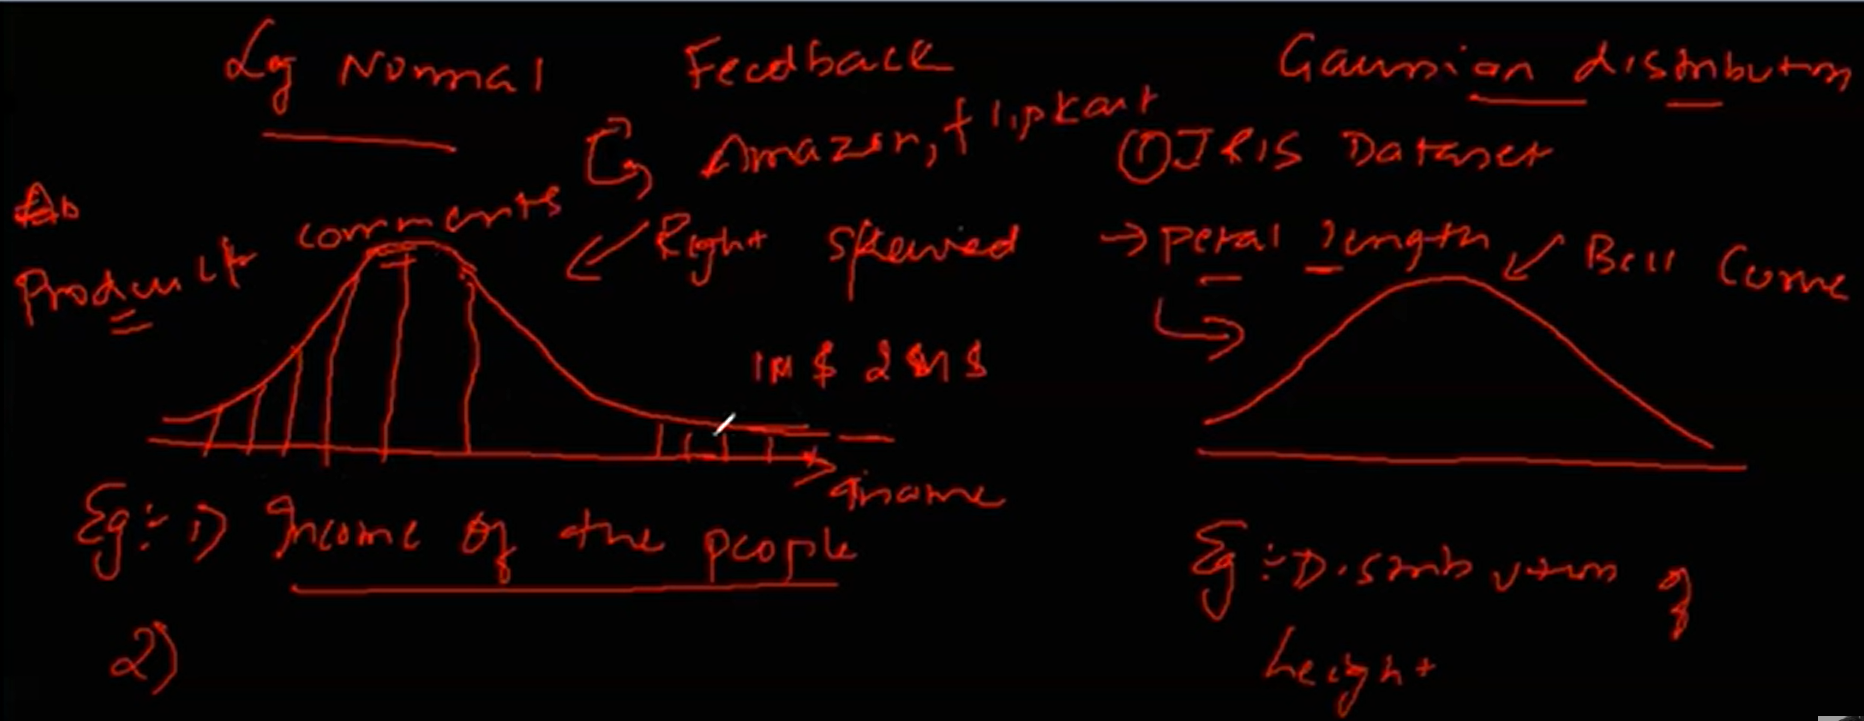 Log Normal
Feedback
Amazon, flipkart
Product comments
Right skewed
1M $ 2 M $
Income
Eg:- 1) Income of the people
2)
Gaussian distribution
① IRIS Dataset
→ petal length
Bell Curve
Eg:- Distribution of
height